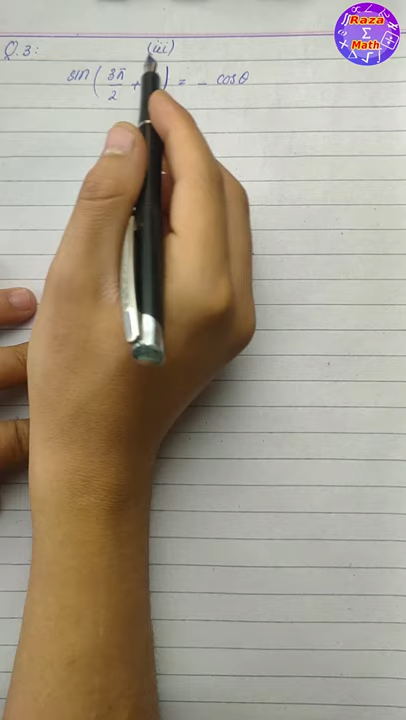 Raza
Math
Q.3: (iii)
sin( 3π/2 + ) = - cosθ